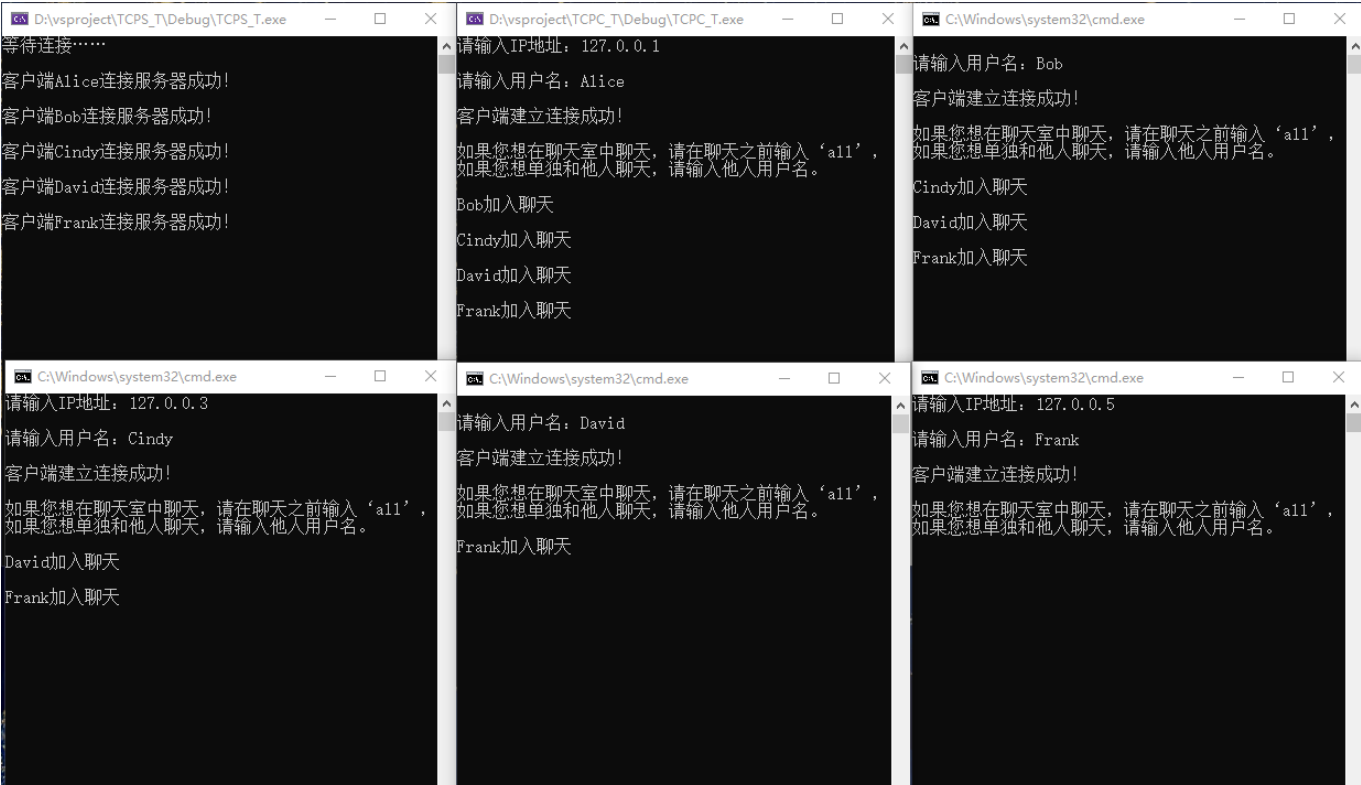 D:\vsproject\TCPS_T\Debug\TCPS_T.exe
等待连接……
客户端Alice连接服务器成功！
客户端Bob连接服务器成功！
客户端Cindy连接服务器成功！
客户端David连接服务器成功！
客户端Frank连接服务器成功！
D:\vsproject\TCPC_T\Debug\TCPC_T.exe
请输入IP地址：127.0.0.1
请输入用户名：Alice
客户端建立连接成功！
如果您想在聊天室中聊天，请在聊天之前输入‘all’，
如果您想单独和他人聊天，请输入他人用户名。
Bob加入聊天
Cindy加入聊天
David加入聊天
Frank加入聊天
C:\Windows\system32\cmd.exe
请输入用户名：Bob
客户端建立连接成功！
如果您想在聊天室中聊天，请在聊天之前输入‘all’，
如果您想单独和他人聊天，请输入他人用户名。
Cindy加入聊天
David加入聊天
Frank加入聊天
C:\Windows\system32\cmd.exe
请输入IP地址：127.0.0.3
请输入用户名：Cindy
客户端建立连接成功！
如果您想在聊天室中聊天，请在聊天之前输入‘all’，
如果您想单独和他人聊天，请输入他人用户名。
David加入聊天
Frank加入聊天
C:\Windows\system32\cmd.exe
请输入用户名：David
客户端建立连接成功！
如果您想在聊天室中聊天，请在聊天之前输入‘all’，
如果您想单独和他人聊天，请输入他人用户名。
Frank加入聊天
C:\Windows\system32\cmd.exe
请输入IP地址：127.0.0.5
请输入用户名：Frank
客户端建立连接成功！
如果您想在聊天室中聊天，请在聊天之前输入‘all’，
如果您想单独和他人聊天，请输入他人用户名。